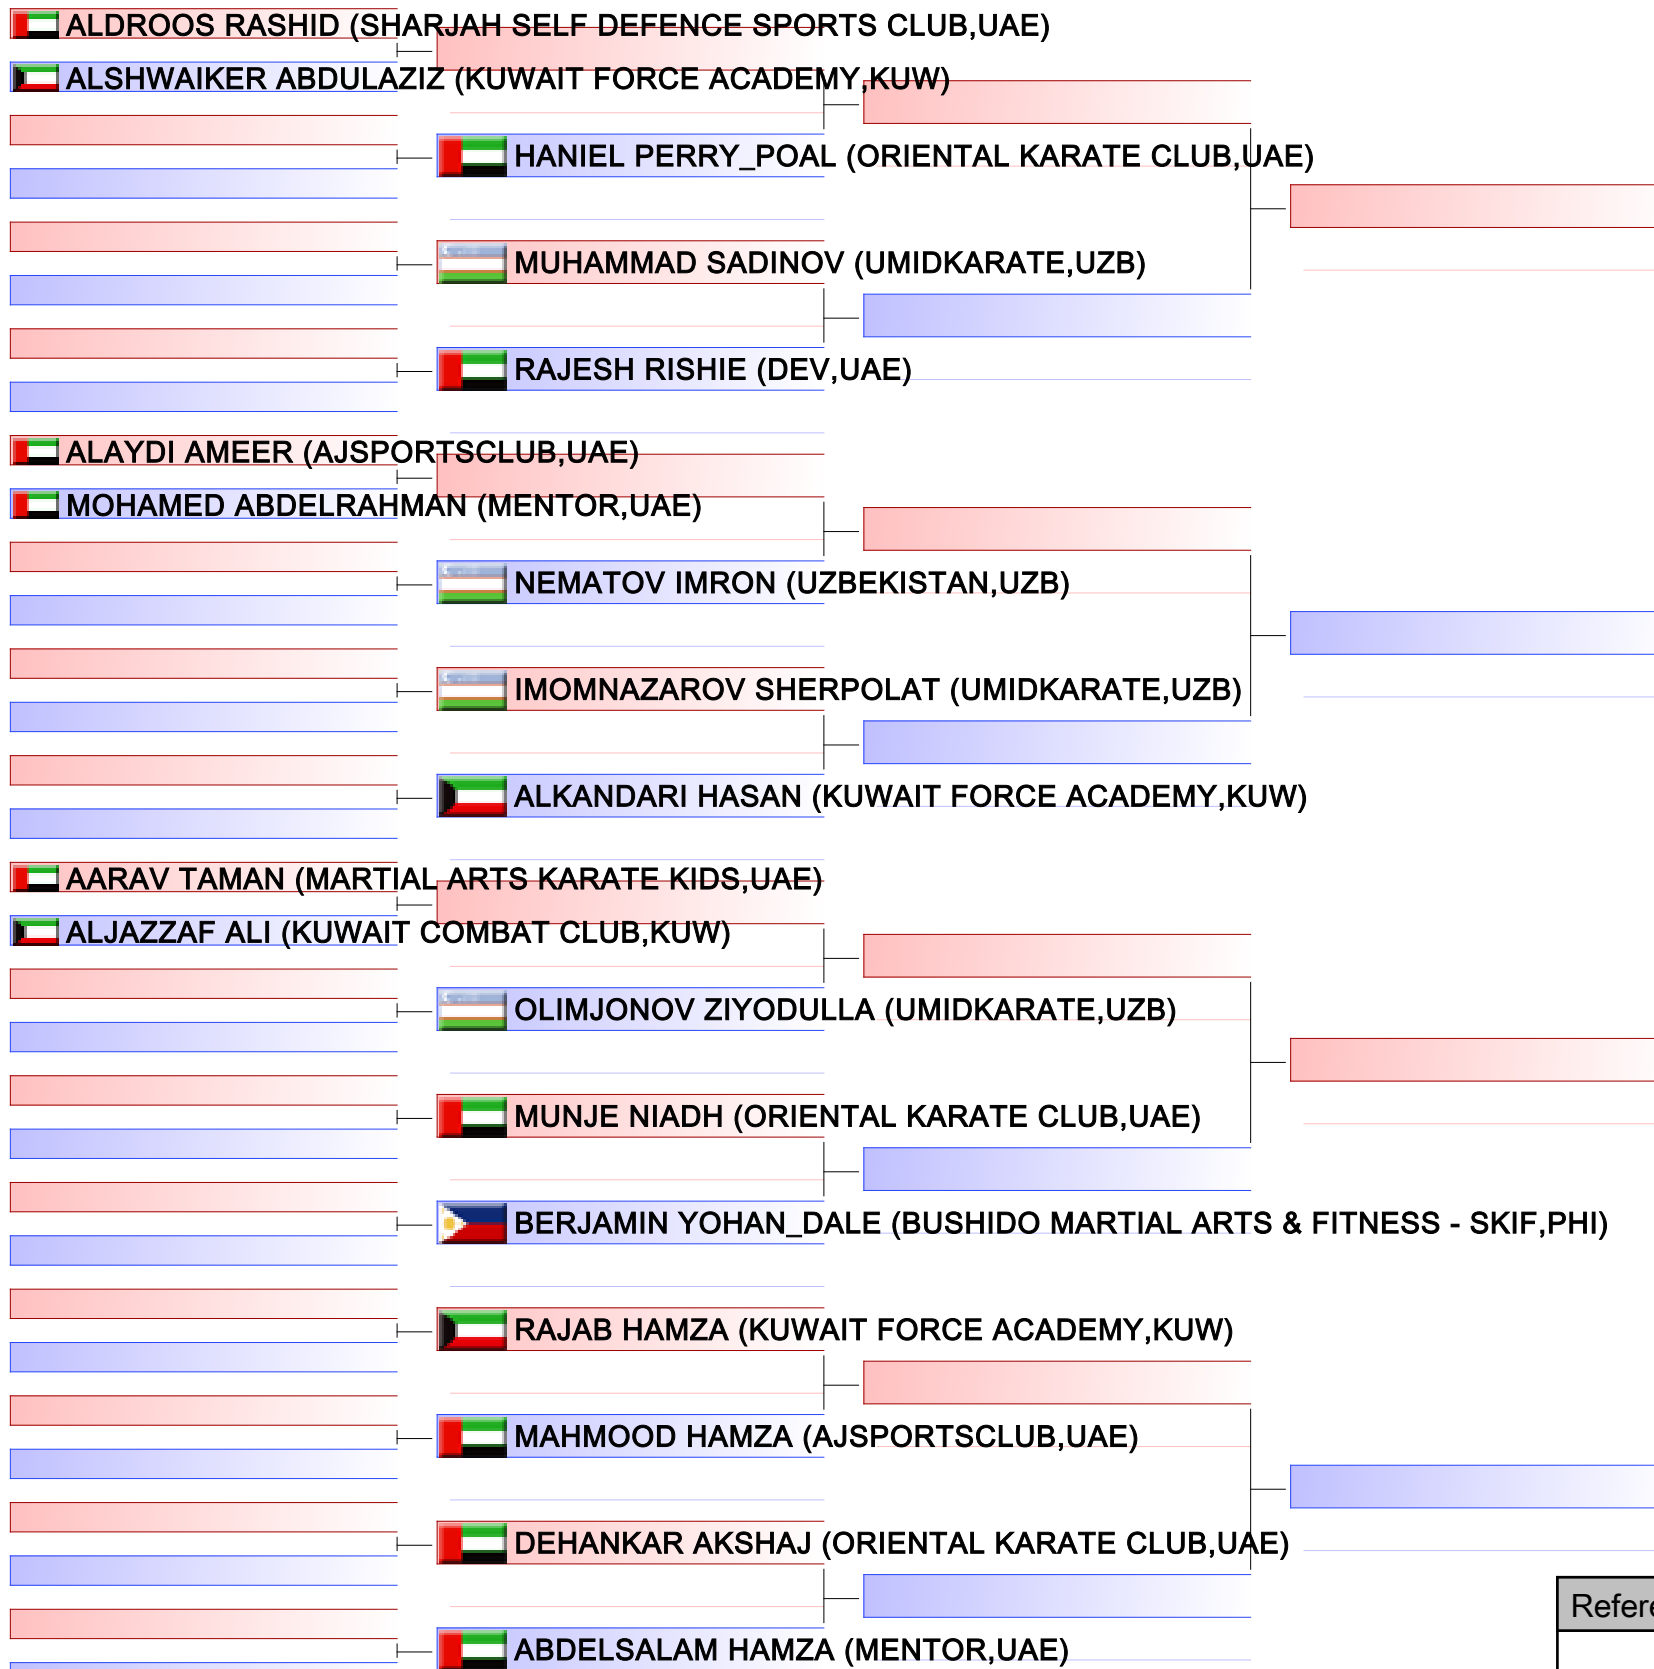 ALDROOS RASHID (SHARJAH SELF DEFENCE SPORTS CLUB,UAE)
ALSHWAIKER ABDULAZIZ (KUWAIT FORCE ACADEMY,KUW)
HANIEL PERRY_POAL (ORIENTAL KARATE CLUB,UAE)
MUHAMMAD SADINOV (UMIDKARATE,UZB)
RAJESH RISHIE (DEV,UAE)
ALAYDI AMEER (AJSPORTSCLUB,UAE)
MOHAMED ABDELRAHMAN (MENTOR,UAE)
NEMATOV IMRON (UZBEKISTAN,UZB)
IMOMNAZAROV SHERPOLAT (UMIDKARATE,UZB)
ALKANDARI HASAN (KUWAIT FORCE ACADEMY,KUW)
AARAV TAMAN (MARTIAL ARTS KARATE KIDS,UAE)
ALJAZZAF ALI (KUWAIT COMBAT CLUB,KUW)
OLIMJONOV ZIYODULLA (UMIDKARATE,UZB)
MUNJE NIADH (ORIENTAL KARATE CLUB,UAE)
BERJAMIN YOHAN_DALE (BUSHIDO MARTIAL ARTS & FITNESS - SKIF,PHI)
RAJAB HAMZA (KUWAIT FORCE ACADEMY,KUW)
MAHMOOD HAMZA (AJSPORTSCLUB,UAE)
DEHANKAR AKSHAJ (ORIENTAL KARATE CLUB,UAE)
Refere
ABDELSALAM HAMZA (MENTOR,UAE)